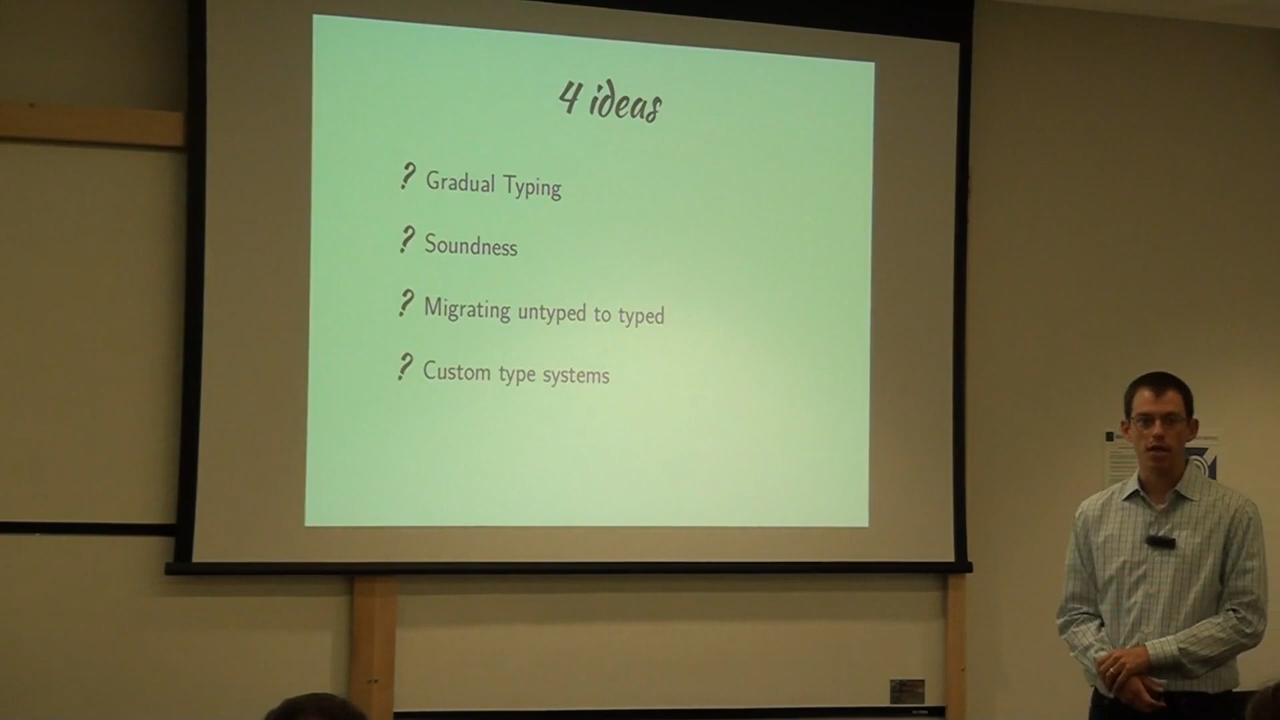 4 ideas
? Gradual Typing
? Soundness
? Migrating untyped to typed
? Custom type systems